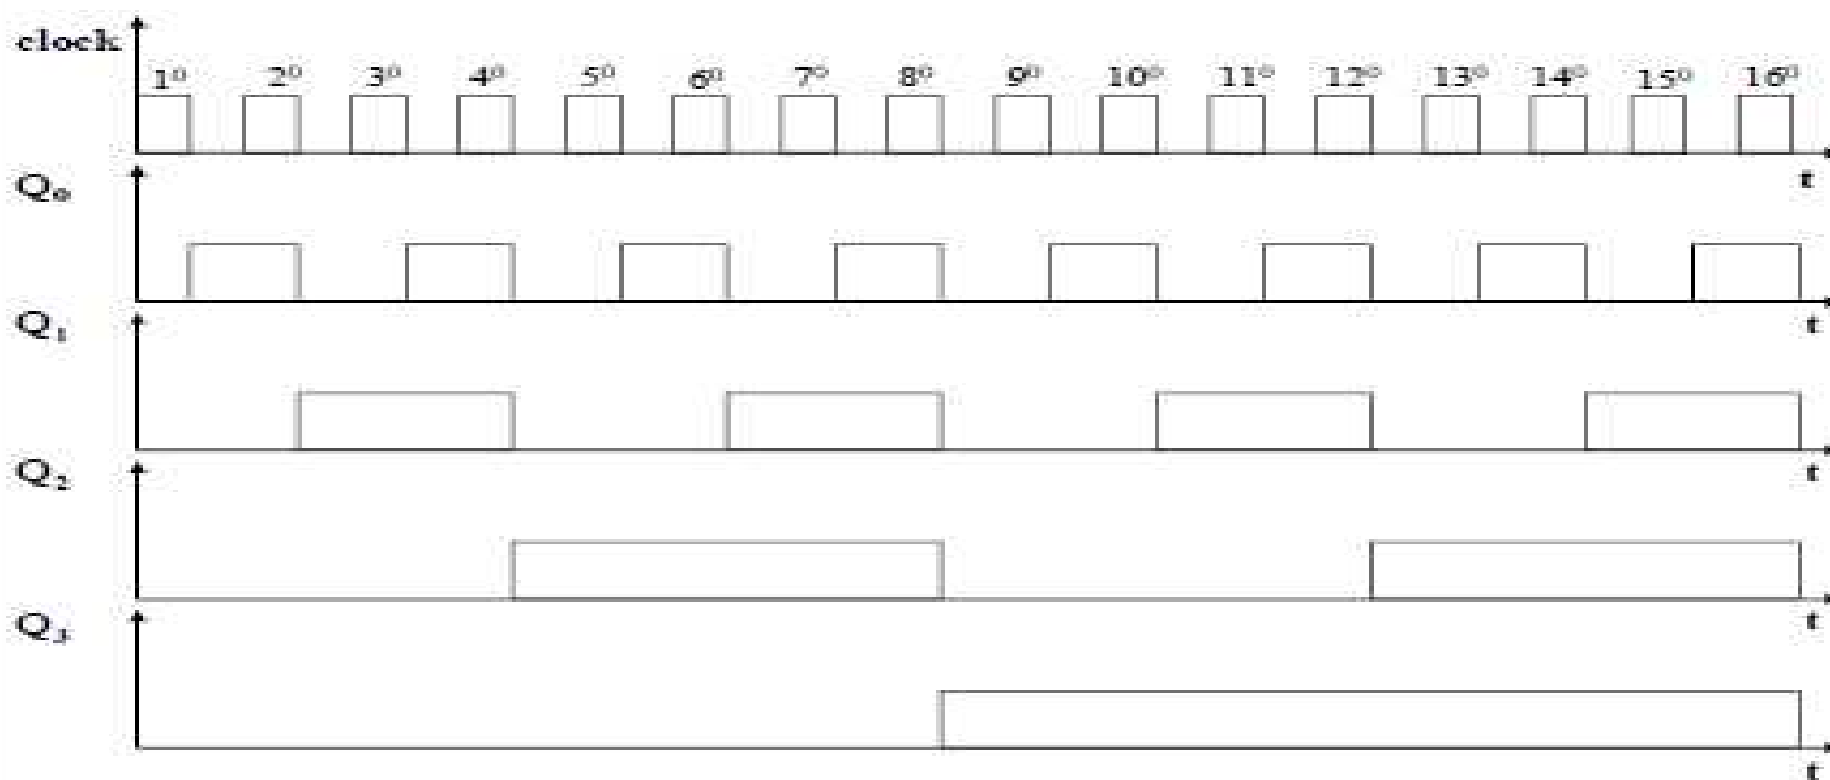 clock
1º 2º 3º 4º 5º 6º 7º 8º 9º 10º 11º 12º 13º 14º 15º 16º
t
Q₀
t
Q₁
t
Q₂
t
Q₃
t